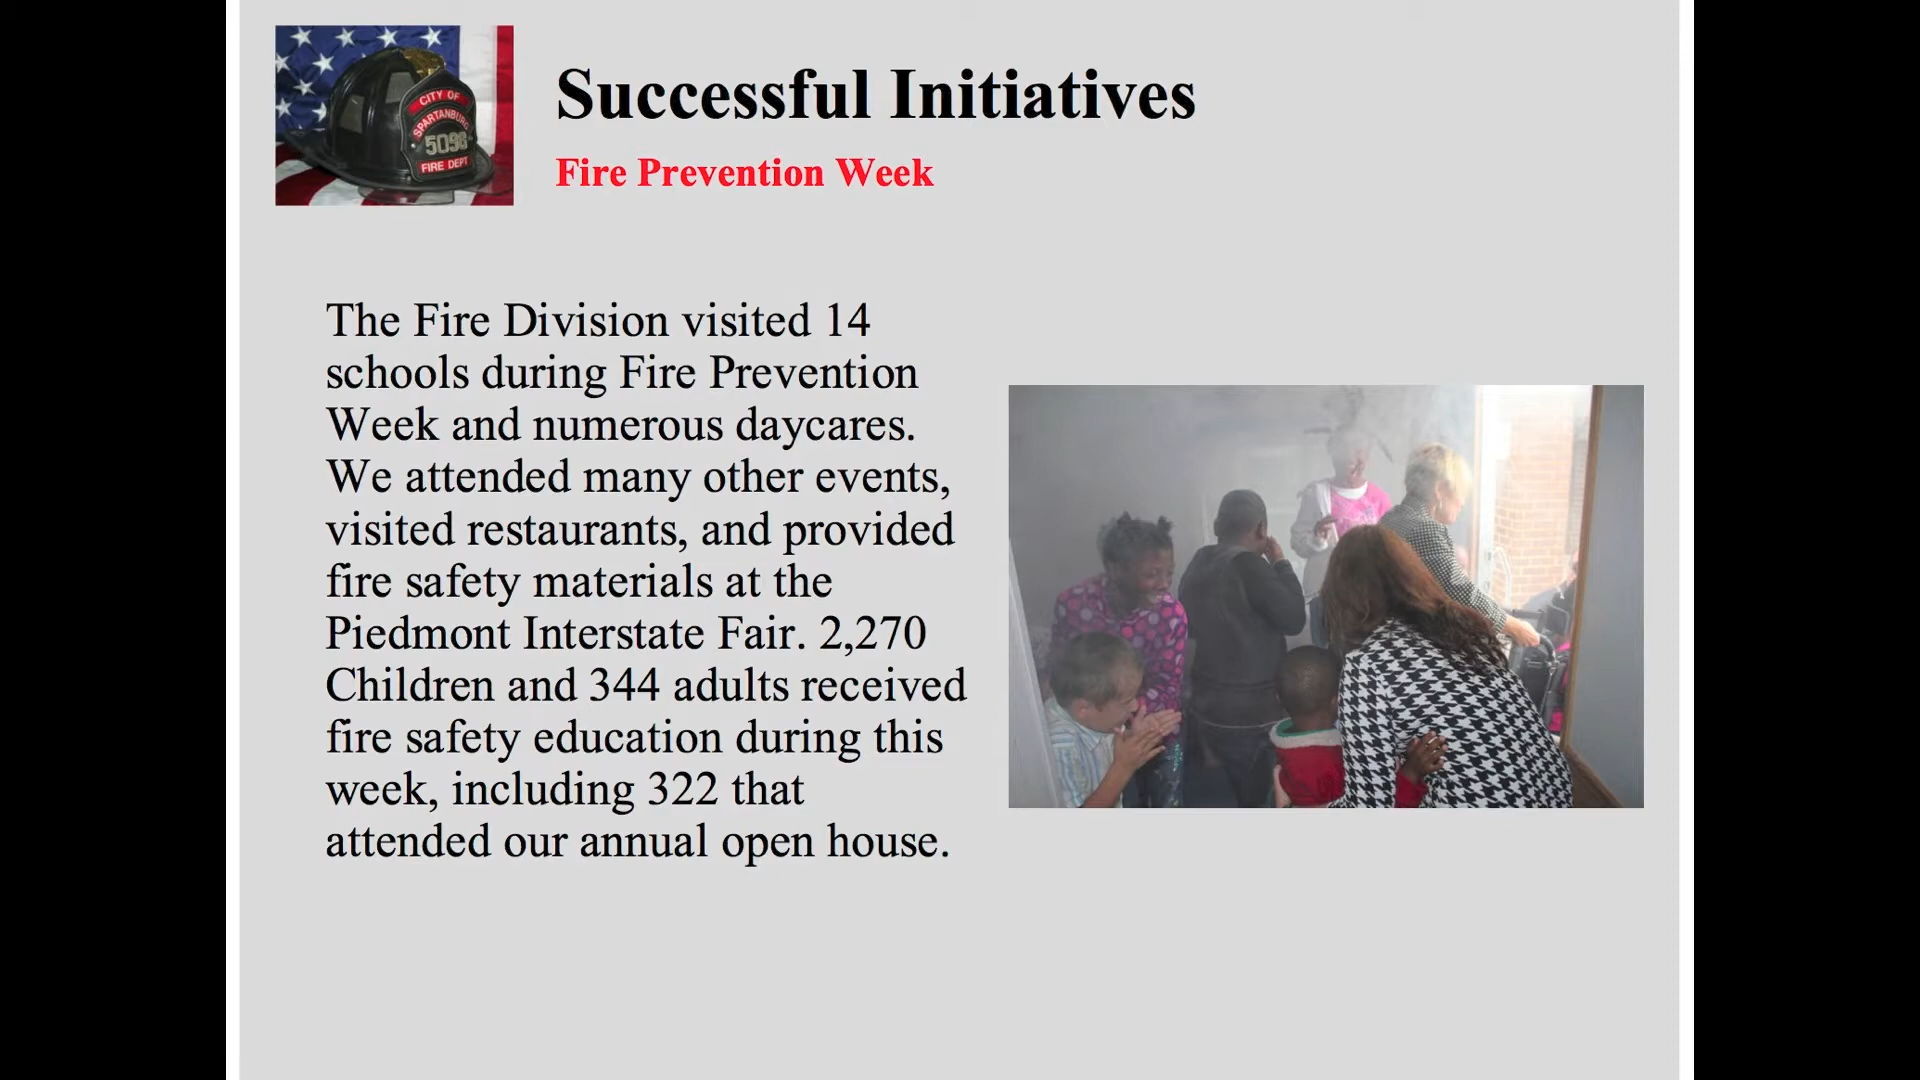 CITY OF
SPARTANBURG
5098
FIRE DEPT
Successful Initiatives
Fire Prevention Week
The Fire Division visited 14
schools during Fire Prevention
Week and numerous daycares.
We attended many other events,
visited restaurants, and provided
fire safety materials at the
Piedmont Interstate Fair. 2,270
Children and 344 adults received
fire safety education during this
week, including 322 that
attended our annual open house.